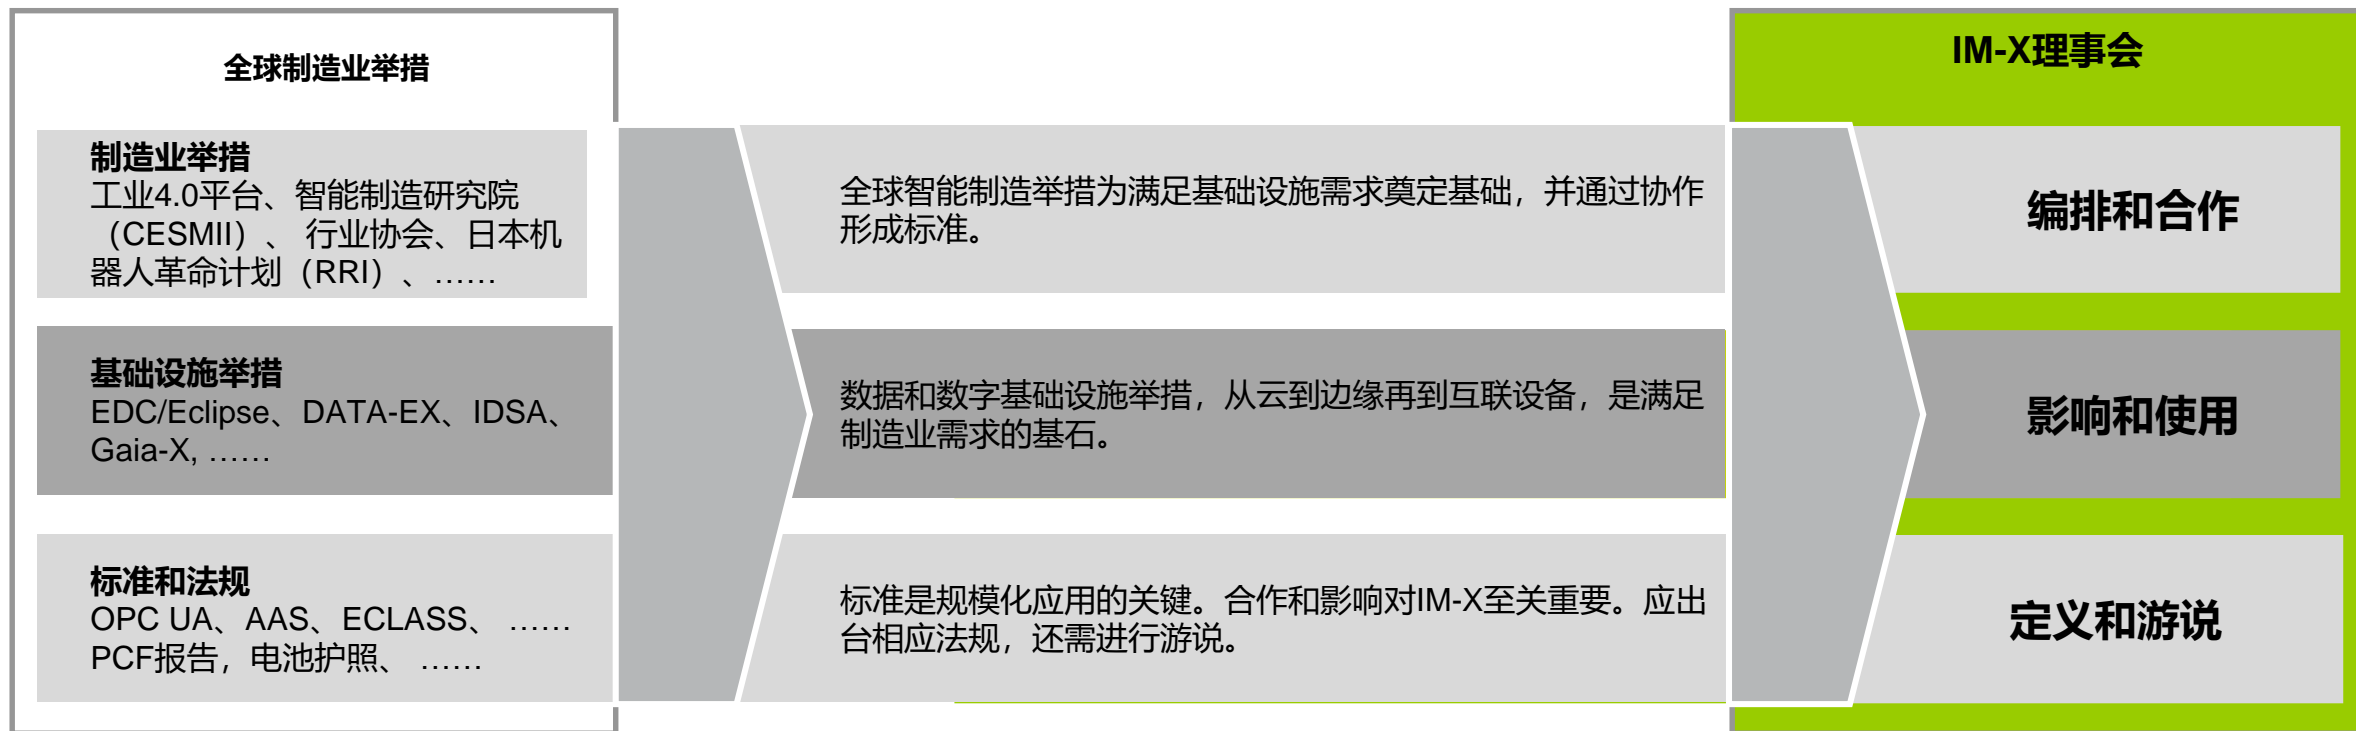 全球制造业举措
制造业举措
工业4.0平台、智能制造研究院
（CESMII）、 行业协会、日本机
器人革命计划（RRI）、……
基础设施举措
EDC/Eclipse、DATA-EX、IDSA、
Gaia-X, ……
标准和法规
OPC UA、AAS、ECLASS、 ……
PCF报告，电池护照、 ……
全球智能制造举措为满足基础设施需求奠定基础，并通过协作
形成标准。
数据和数字基础设施举措，从云到边缘再到互联设备，是满足
制造业需求的基石。
标准是规模化应用的关键。合作和影响对IM-X至关重要。应出
台相应法规，还需进行游说。
IM-X理事会
编排和合作
影响和使用
定义和游说